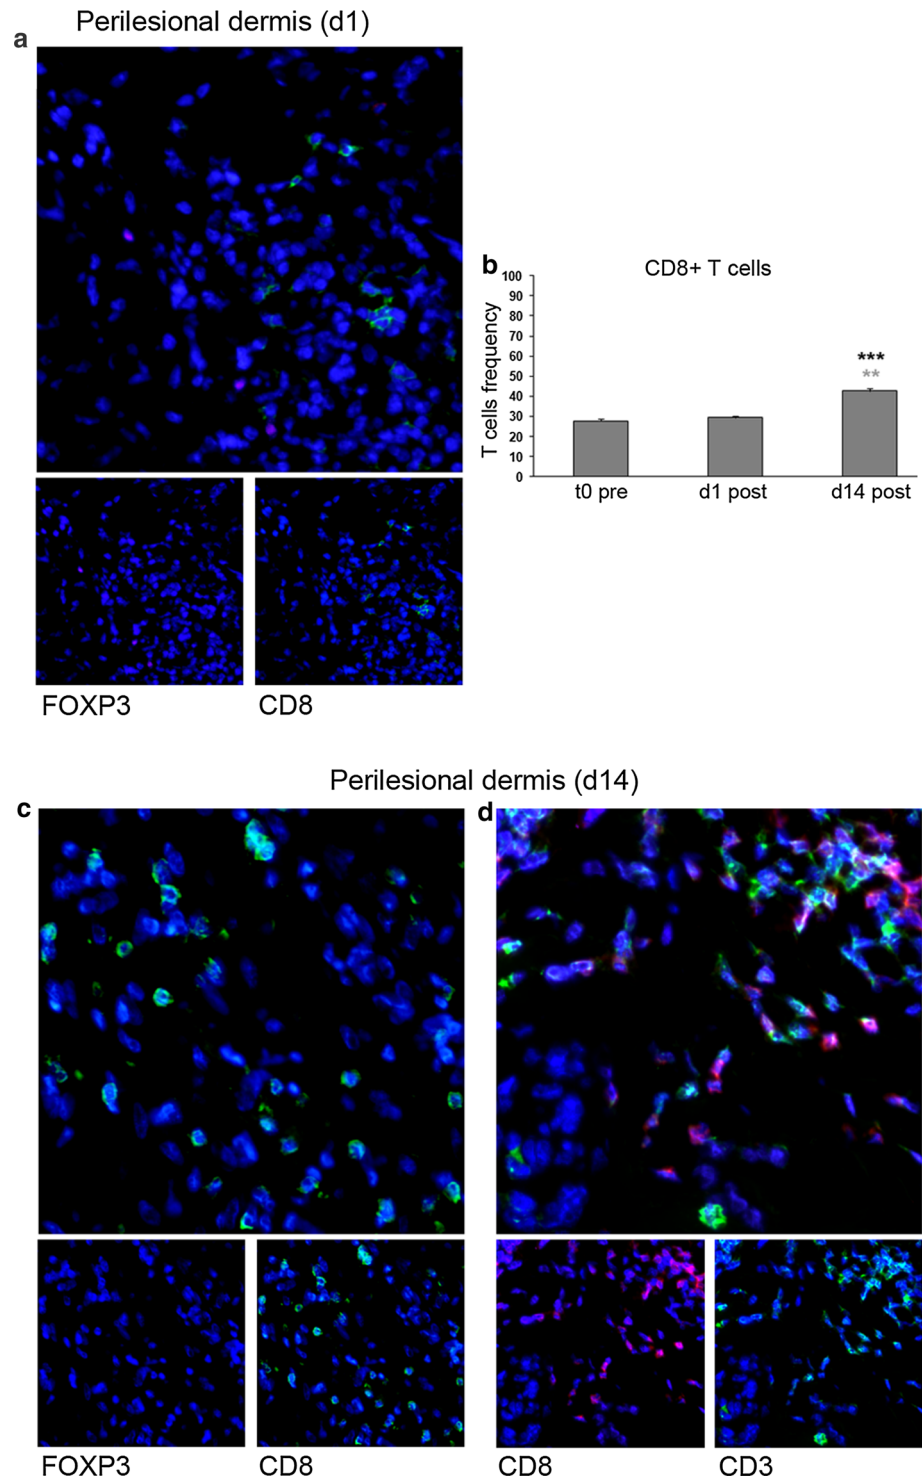 Perilesional dermis (d1)
a
FOXP3
CD8
b
CD8+ T cells
T cells frequency
100
90
80
70
60
50
40
30
20
10
0
***
**
t0 pre
d1 post
d14 post
Perilesional dermis (d14)
c
FOXP3
CD8
d
CD8
CD3